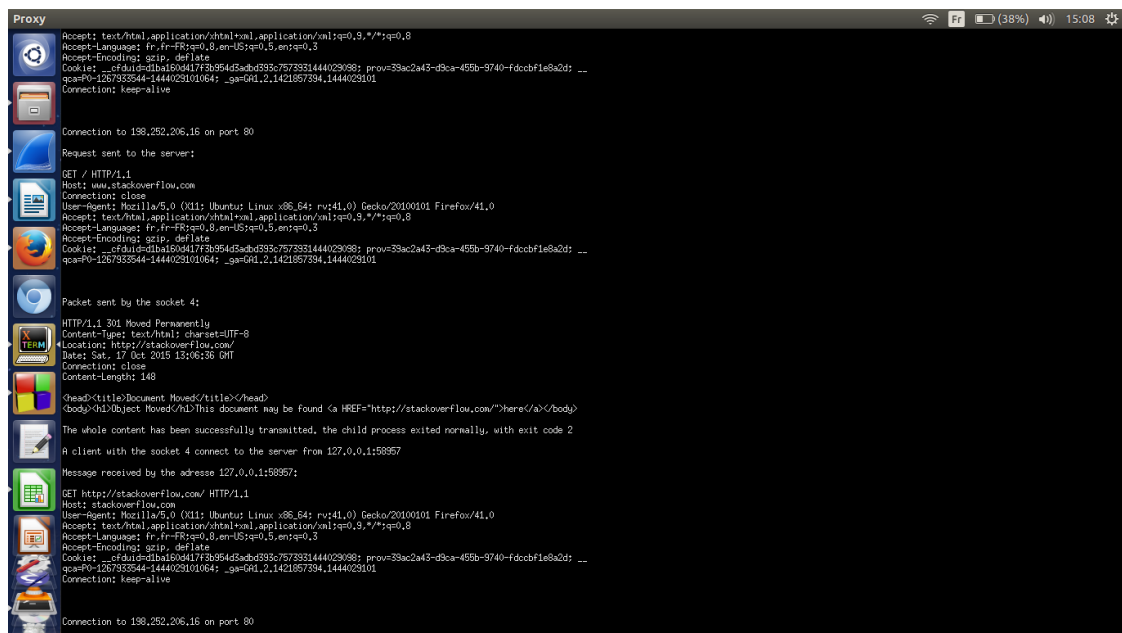 Proxy
Fr (38%) 15:08
Accept: text/html,application/xhtml+xml,application/xml;q=0.9,*/*;q=0.8
Accept-Language: fr,fr-FR;q=0.8,en-US;q=0.5,en;q=0.3
Accept-Encoding: gzip, deflate
Cookie: __cfduid=d1ba160d417f3b954d3adbd393c7573931444029098; prov=39ac2a43-d9ca-455b-9740-fdccbf1e8a2d; __
qca=P0-1267933544-1444029101064; _ga=GA1.2.1421857394.1444029101
Connection: keep-alive
Connection to 198.252.206.16 on port 80
Request sent to the server:
GET / HTTP/1.1
Host: www.stackoverflow.com
Connection: close
User-Agent: Mozilla/5.0 (X11; Ubuntu; Linux x86_64; rv:41.0) Gecko/20100101 Firefox/41.0
Accept: text/html,application/xhtml+xml,application/xml;q=0.9,*/*;q=0.8
Accept-Language: fr,fr-FR;q=0.8,en-US;q=0.5,en;q=0.3
Accept-Encoding: gzip, deflate
Cookie: __cfduid=d1ba160d417f3b954d3adbd393c7573931444029098; prov=39ac2a43-d9ca-455b-9740-fdccbf1e8a2d; __
qca=P0-1267933544-1444029101064; _ga=GA1.2.1421857394.1444029101
Packet sent by the socket 4:
HTTP/1.1 301 Moved Permanently
Content-Type: text/html; charset=UTF-8
Location: http://stackoverflow.com/
Date: Sat, 17 Oct 2015 13:06:36 GMT
Connection: close
Content-Length: 148
<head><title>Document Moved</title></head>
<body><h1>Object Moved</h1>This document may be found <a HREF="http://stackoverflow.com/">here</a></body>
The whole content has been successfully transmitted. the child process exited normally, with exit code 2
A client with the socket 4 connect to the server from 127.0.0.1:58957
Message received by the adresse 127.0.0.1:58957:
GET http://stackoverflow.com/ HTTP/1.1
Host: stackoverflow.com
User-Agent: Mozilla/5.0 (X11; Ubuntu; Linux x86_64; rv:41.0) Gecko/20100101 Firefox/41.0
Accept: text/html,application/xhtml+xml,application/xml;q=0.9,*/*;q=0.8
Accept-Language: fr,fr-FR;q=0.8,en-US;q=0.5,en;q=0.3
Accept-Encoding: gzip, deflate
Cookie: __cfduid=d1ba160d417f3b954d3adbd393c7573931444029098; prov=39ac2a43-d9ca-455b-9740-fdccbf1e8a2d; __
qca=P0-1267933544-1444029101064; _ga=GA1.2.1421857394.1444029101
Connection: keep-alive
Connection to 198.252.206.16 on port 80
X TERM